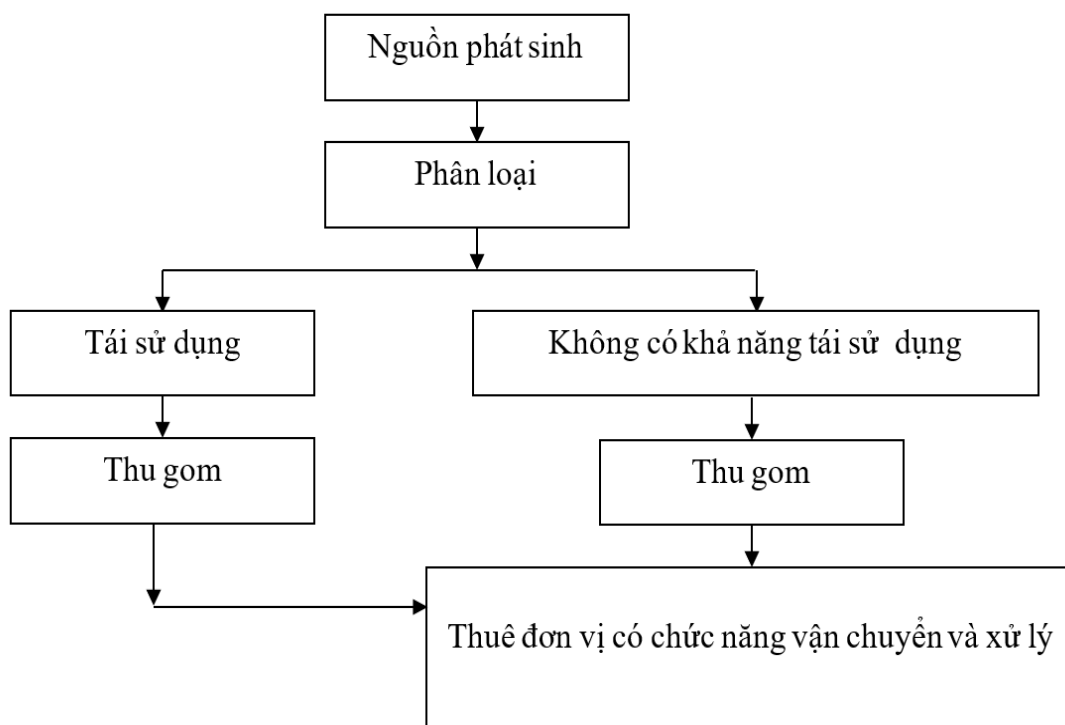 Nguồn phát sinh
Phân loại
Tái sử dụng
Không có khả năng tái sử dụng
Thu gom
Thu gom
Thuê đơn vị có chức năng vận chuyển và xử lý